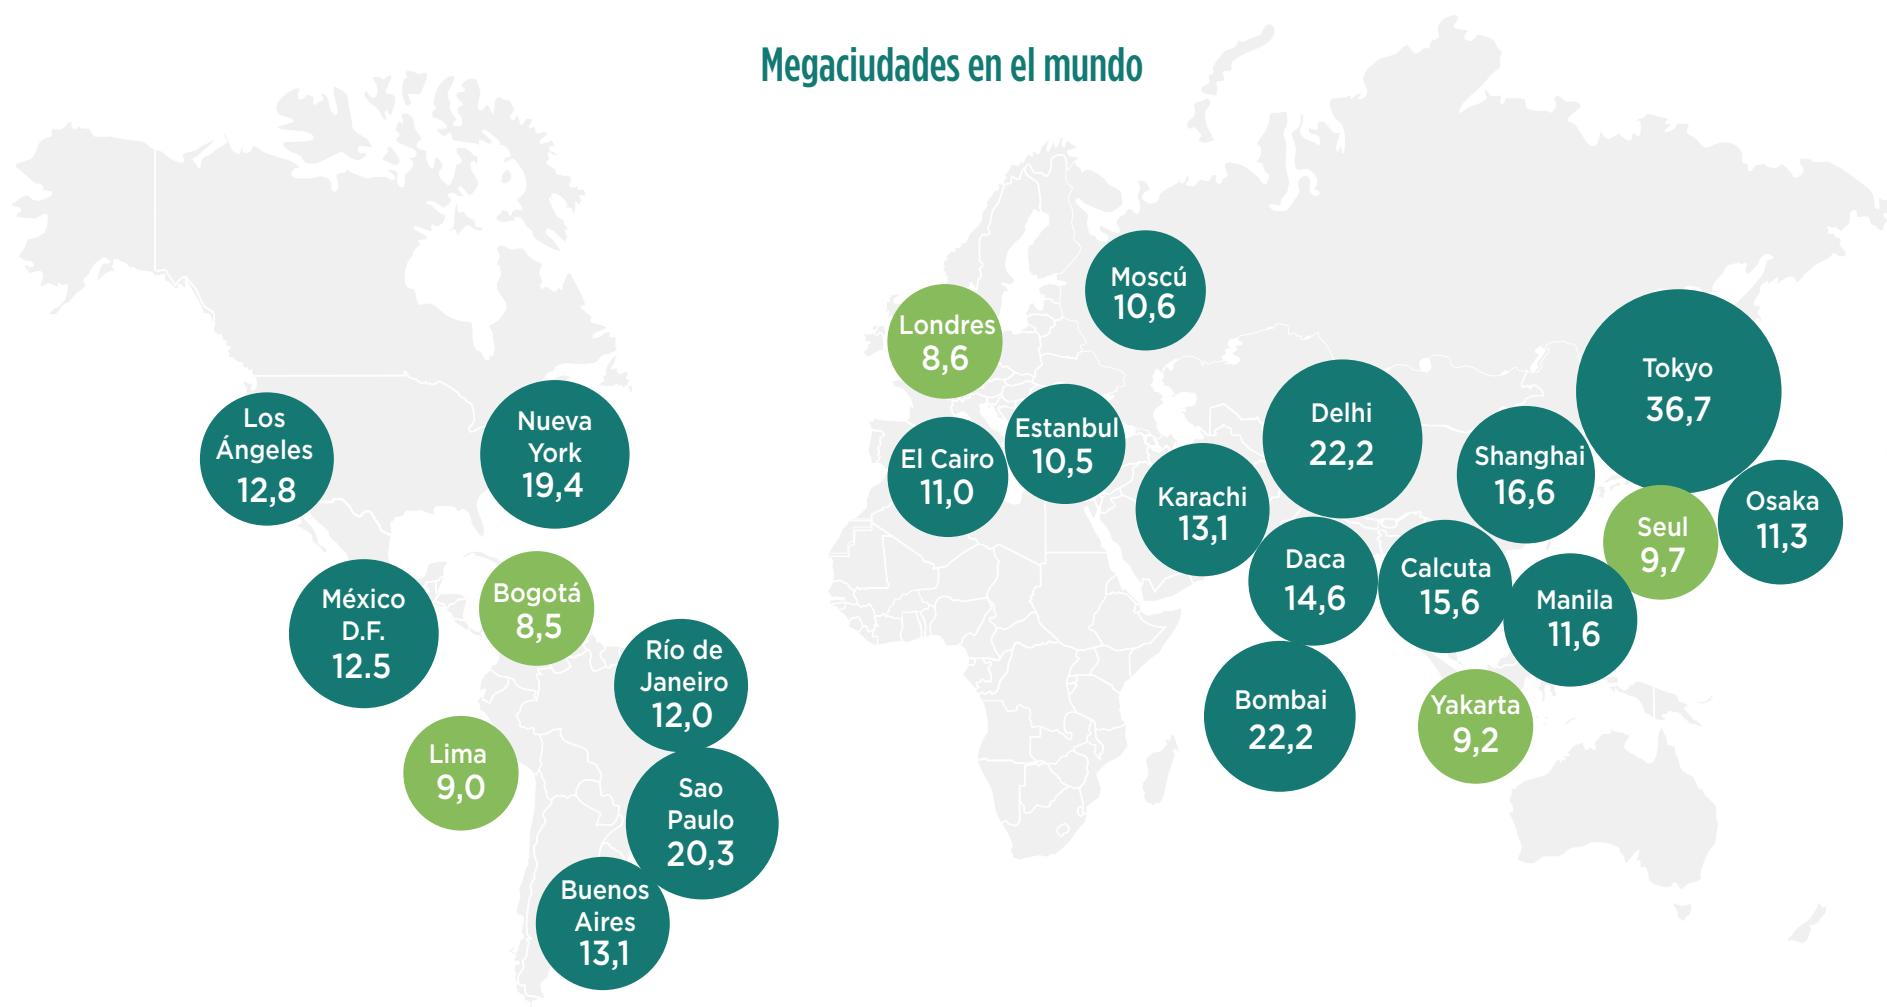 Megaciudades en el mundo
Moscú
10,6
Londres
8,6
Tokyo
36,7
Los
Ángeles
12,8
Nueva
York
19,4
Delhi
22,2
Estanbul
10,5
El Cairo
11,0
Shanghai
16,6
Karachi
13,1
Osaka
11,3
Seul
9,7
Daca
14,6
Calcuta
15,6
Manila
11,6
México
D.F.
12.5
Bogotá
8,5
Río de
Janeiro
12,0
Bombai
22,2
Yakarta
9,2
Lima
9,0
Sao
Paulo
20,3
Buenos
Aires
13,1